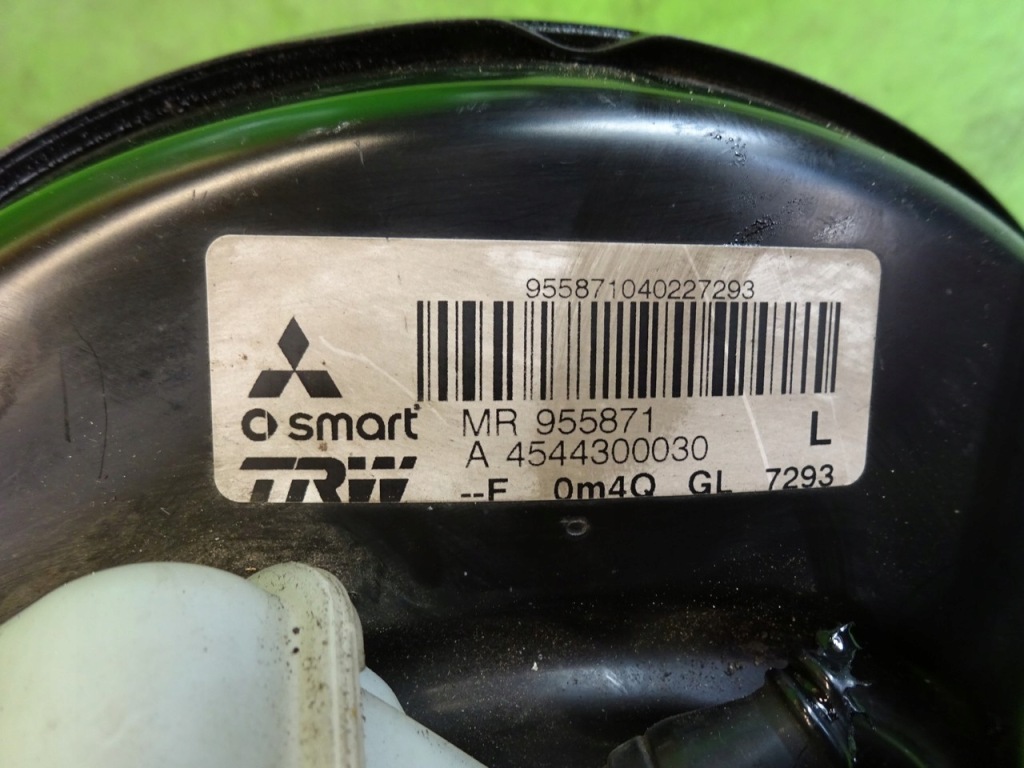 955871040227293
smart
MR 955871
A 4544300030
L
TRW
--F 0m4Q GL 7293